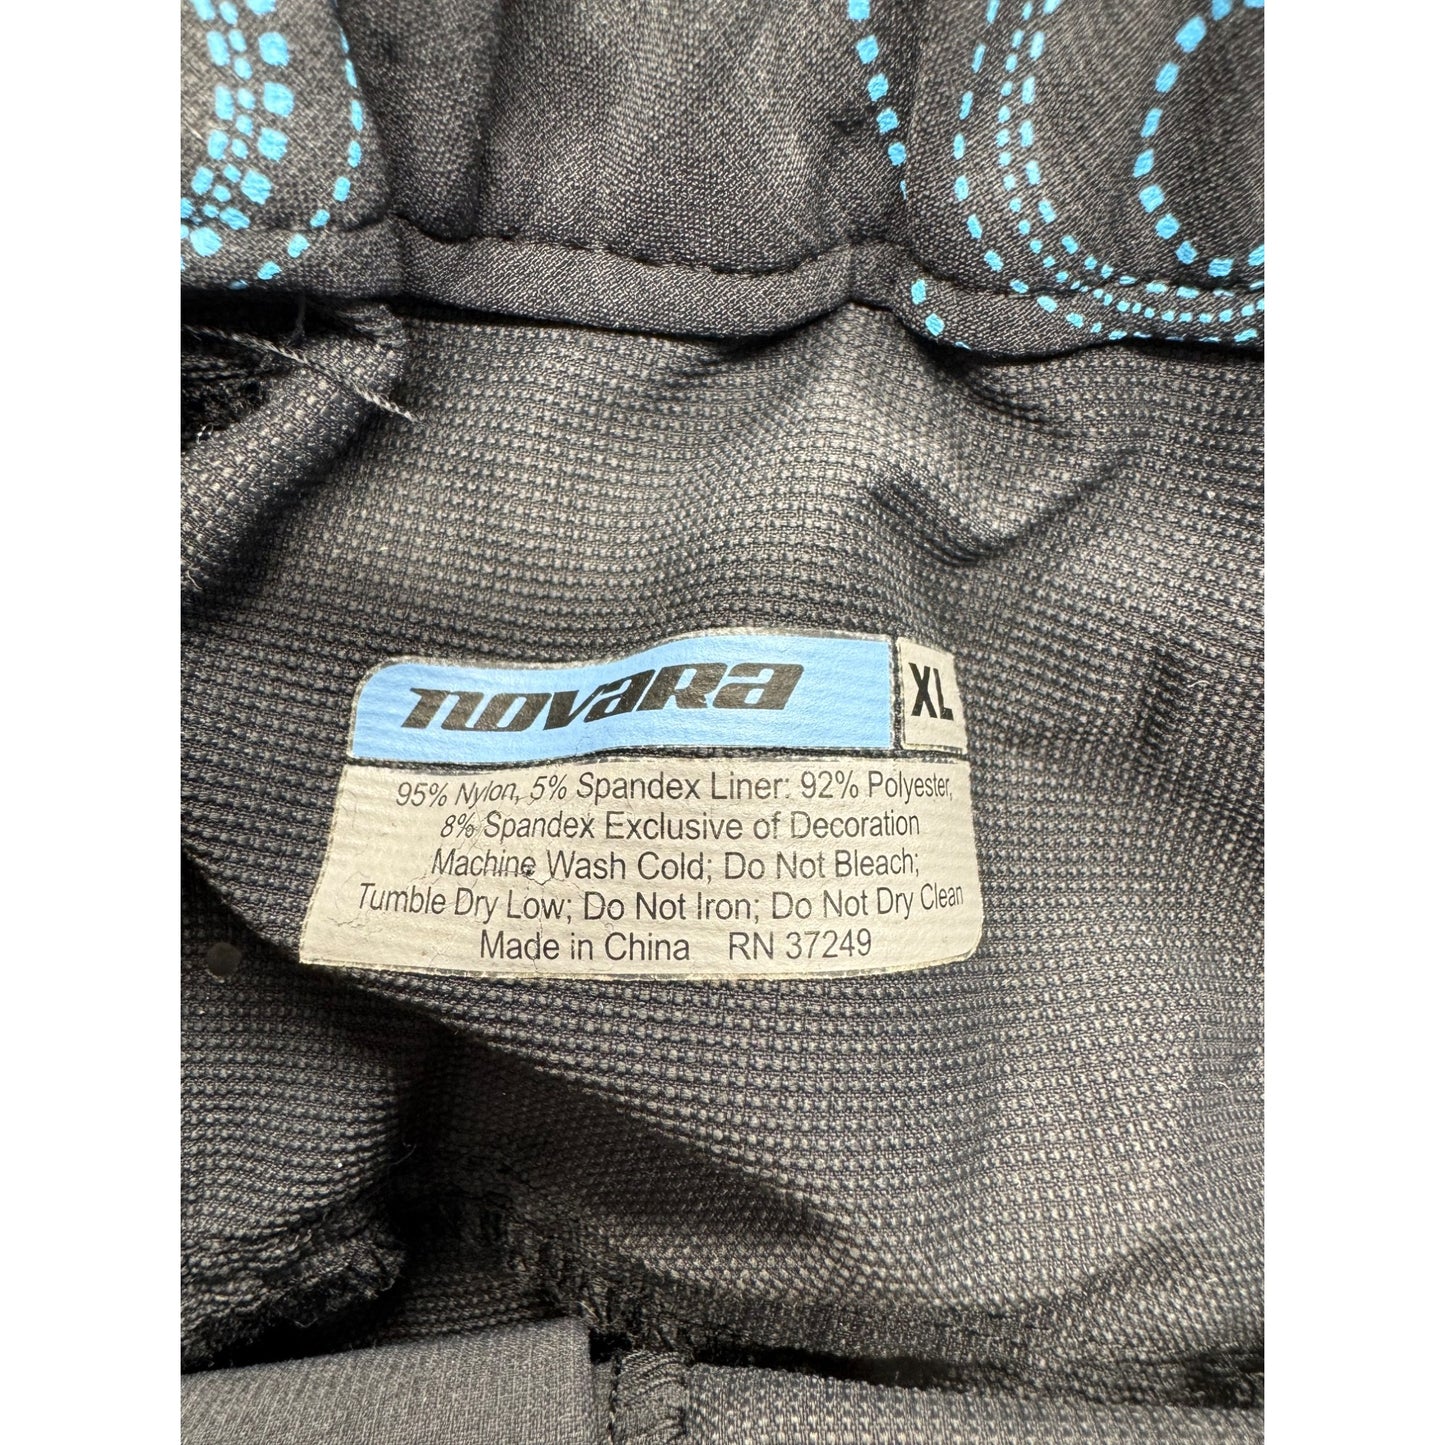 novara XL
95% Nylon, 5% Spandex Liner: 92% Polyester,
8% Spandex Exclusive of Decoration
Machine Wash Cold; Do Not Bleach;
Tumble Dry Low; Do Not Iron; Do Not Dry Clean
Made in China RN 37249